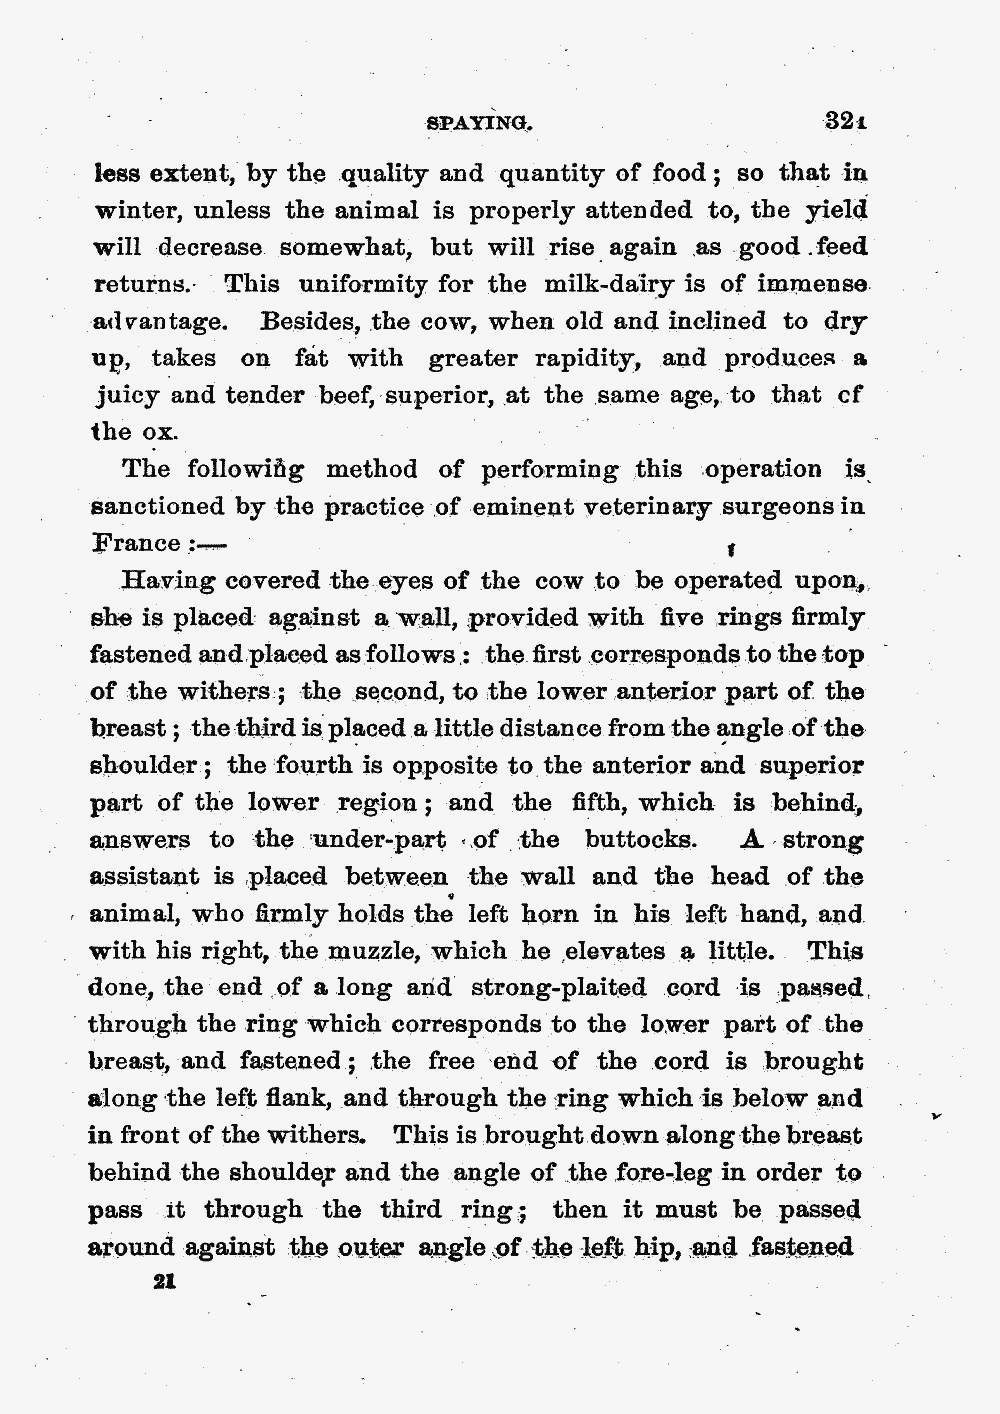 SPAYING. 321
less extent, by the quality and quantity of food; so that in
winter, unless the animal is properly attended to, the yield
will decrease somewhat, but will rise again as good feed
returns. This uniformity for the milk-dairy is of immense
advantage. Besides, the cow, when old and inclined to dry
up, takes on fat with greater rapidity, and produces a
juicy and tender beef, superior, at the same age, to that of
the ox.
The following method of performing this operation is
sanctioned by the practice of eminent veterinary surgeons in
France:—
Having covered the eyes of the cow to be operated upon,
she is placed against a wall, provided with five rings firmly
fastened and placed as follows: the first corresponds to the top
of the withers; the second, to the lower anterior part of the
breast; the third is placed a little distance from the angle of the
shoulder; the fourth is opposite to the anterior and superior
part of the lower region; and the fifth, which is behind,
answers to the under-part of the buttocks. A strong
assistant is placed between the wall and the head of the
animal, who firmly holds the left horn in his left hand, and
with his right, the muzzle, which he elevates a little. This
done, the end of a long and strong-plaited cord is passed
through the ring which corresponds to the lower part of the
breast, and fastened; the free end of the cord is brought
along the left flank, and through the ring which is below and
in front of the withers. This is brought down along the breast
behind the shoulder and the angle of the fore-leg in order to
pass it through the third ring; then it must be passed
around against the outer angle of the left hip, and fastened
21